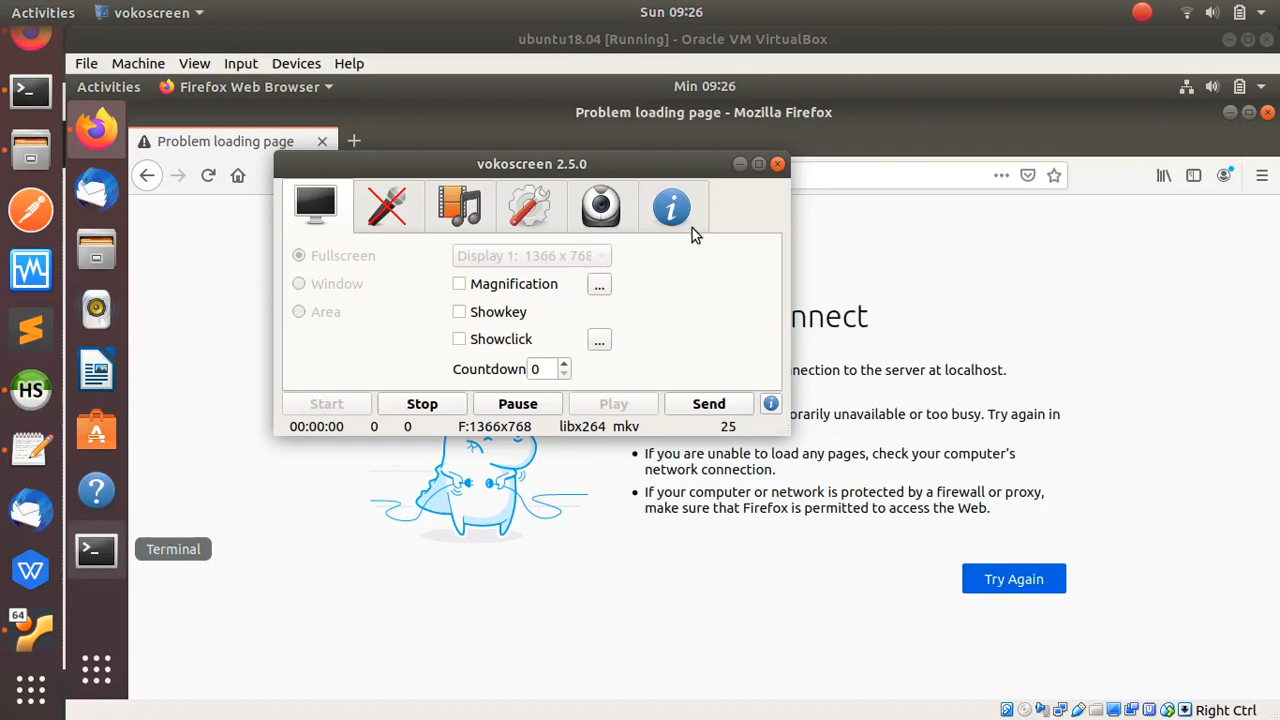 Activities vokoscreen Sun 09:26
ubuntu18.04 [Running] - Oracle VM VirtualBox
File Machine View Input Devices Help
Activities Firefox Web Browser Min 09:26
Problem loading page - Mozilla Firefox
Problem loading page
vokoscreen 2.5.0
Fullscreen Display 1: 1366 x 768
Window Magnification ...
Area Showkey
Showclick ...
Countdown 0
Start Stop Pause Play Send
00:00:00 0 0 F:1366x768 libx264 mkv 25
onnect
onnection to the server at localhost.
orarily unavailable or too busy. Try again in
If you are unable to load any pages, check your computer's
network connection.
If your computer or network is protected by a firewall or proxy,
make sure that Firefox is permitted to access the Web.
Terminal
Try Again
HS
W
64
Right Ctrl